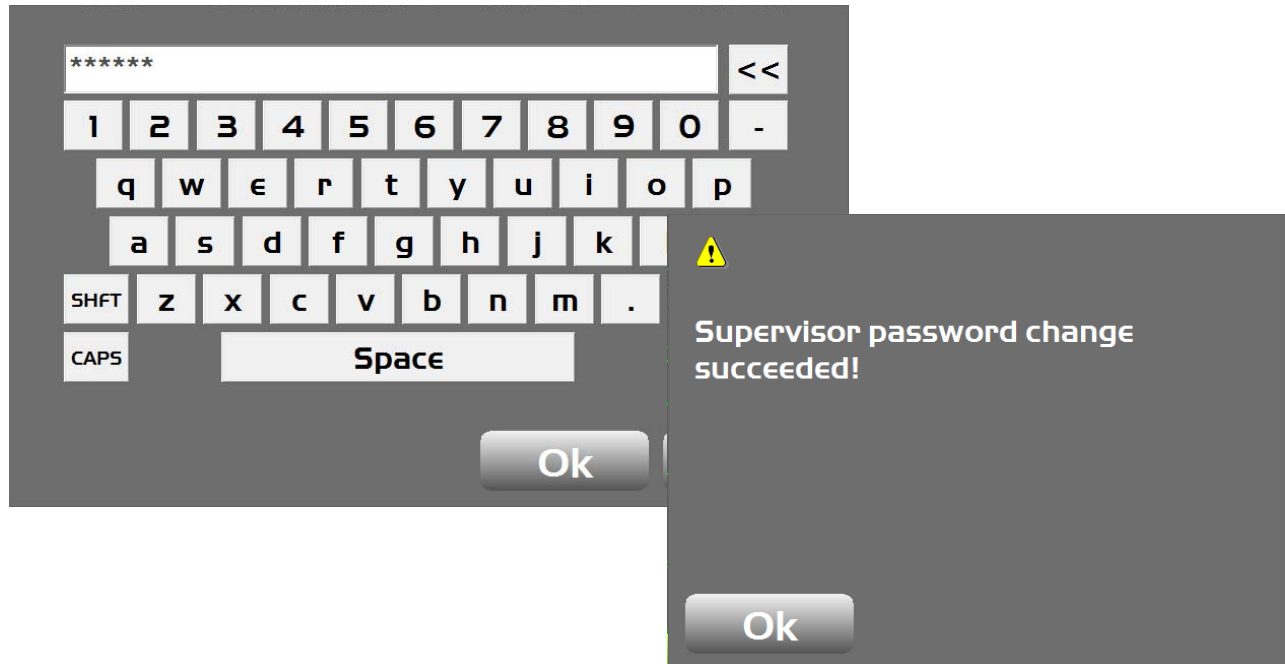 ******
<<
1 2 3 4 5 6 7 8 9 0 -
q w e r t y u i o p
a s d f g h j k
SHFT z x c v b n m .
CAPS Space
Ok
Supervisor password change
succeeded!
Ok